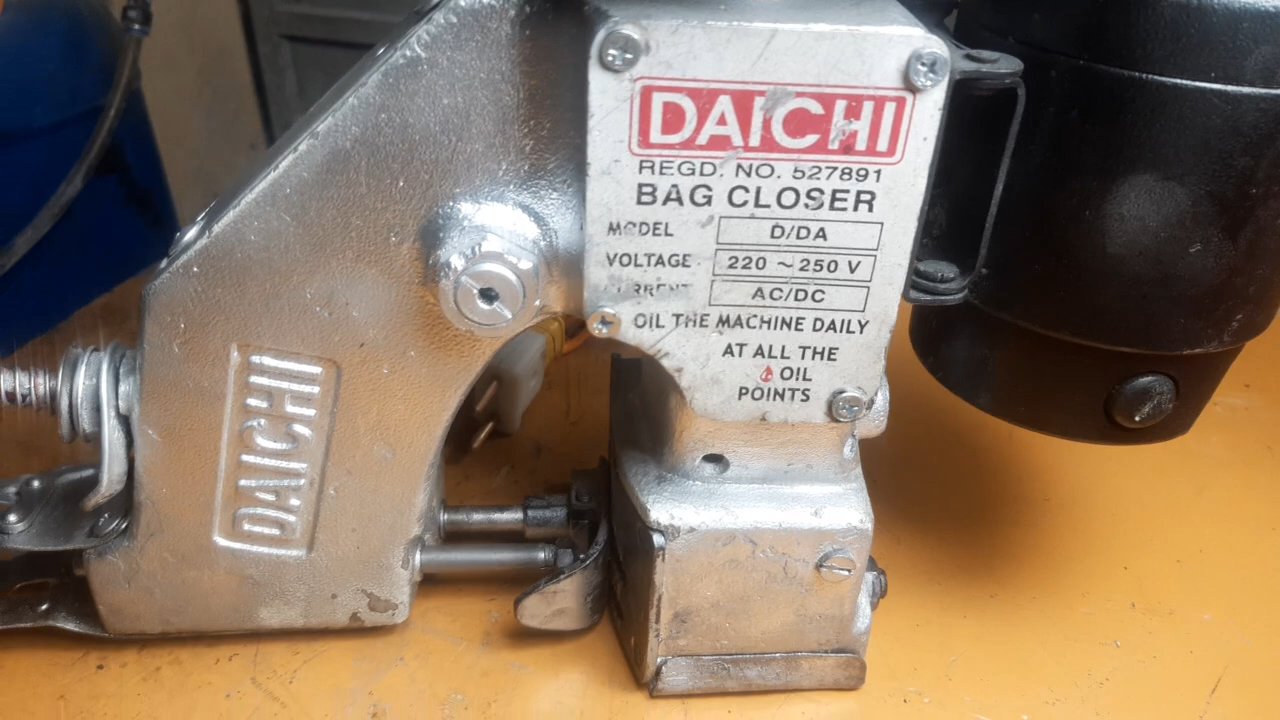 DAICHI
REGD. NO. 527891
BAG CLOSER
MODEL D/DA
VOLTAGE 220 ~ 250 V
CURRENT AC/DC
OIL THE MACHINE DAILY
AT ALL THE
OIL
POINTS
DAICHI